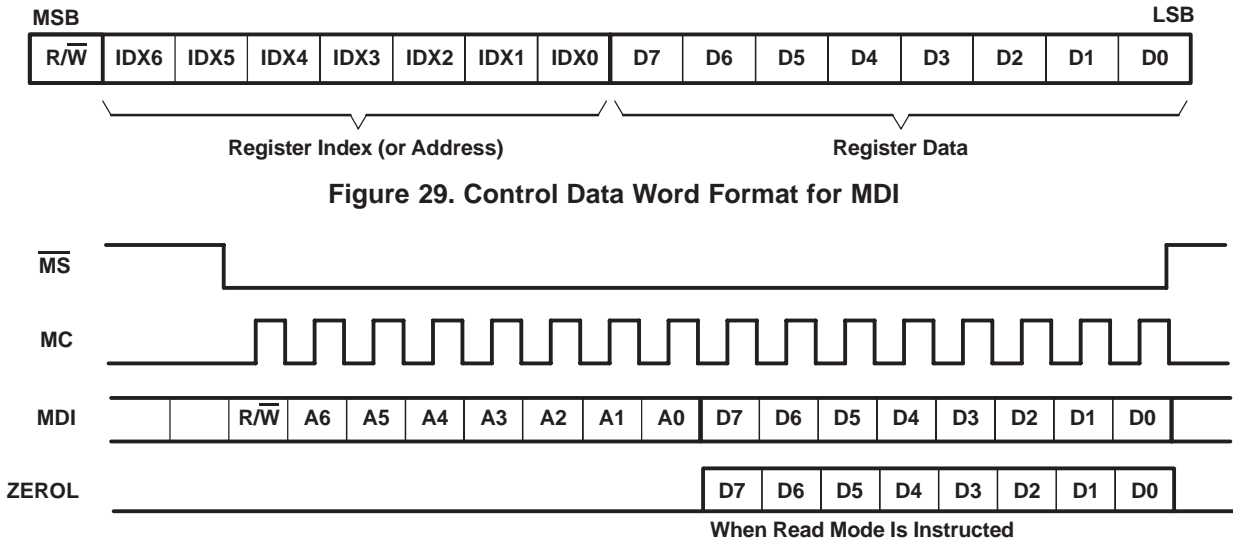 MSB LSB
R/W̅ IDX6 IDX5 IDX4 IDX3 IDX2 IDX1 IDX0 D7 D6 D5 D4 D3 D2 D1 D0
Register Index (or Address) Register Data
Figure 29. Control Data Word Format for MDI
M̅S̅
MC
MDI R/W̅ A6 A5 A4 A3 A2 A1 A0 D7 D6 D5 D4 D3 D2 D1 D0
ZEROL D7 D6 D5 D4 D3 D2 D1 D0
When Read Mode Is Instructed